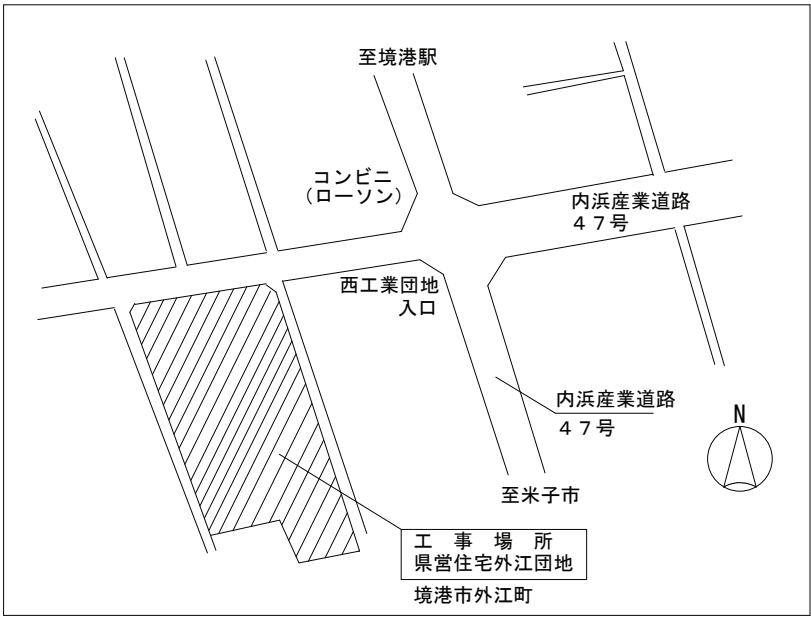 至境港駅
コンビニ
（ローソン）
内浜産業道路
４７号
西工業団地
入口
内浜産業道路
４７号
N
至米子市
工　事　場　所
県営住宅外江団地
境港市外江町